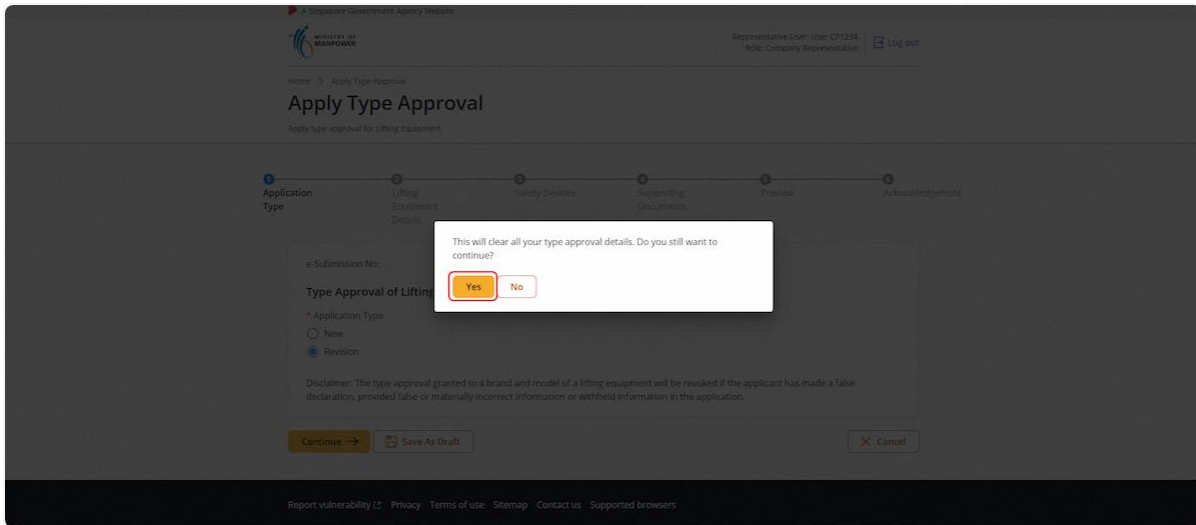 A Singapore Government Agency Website
MINISTRY OF
MANPOWER
Representative User: User CP1234
Role: Company Representative
Log out
Home > Apply Type Approval
Apply Type Approval
Apply type approval for Lifting Equipment
1
2
3
4
5
6
Application
Type
Lifting
Equipment
Details
Safety Devices
Supporting
Documents
Preview
Acknowledgement
This will clear all your type approval details. Do you still want to
continue?
Yes
No
e-Submission No:
Type Approval of Lifting
* Application Type
New
Revision
Disclaimer: The type approval granted to a brand and model of a lifting equipment will be revoked if the applicant has made a false
declaration, provided false or materially incorrect information or withheld information in the application.
Continue →
Save As Draft
X Cancel
Report vulnerability
Privacy
Terms of use
Sitemap
Contact us
Supported browsers